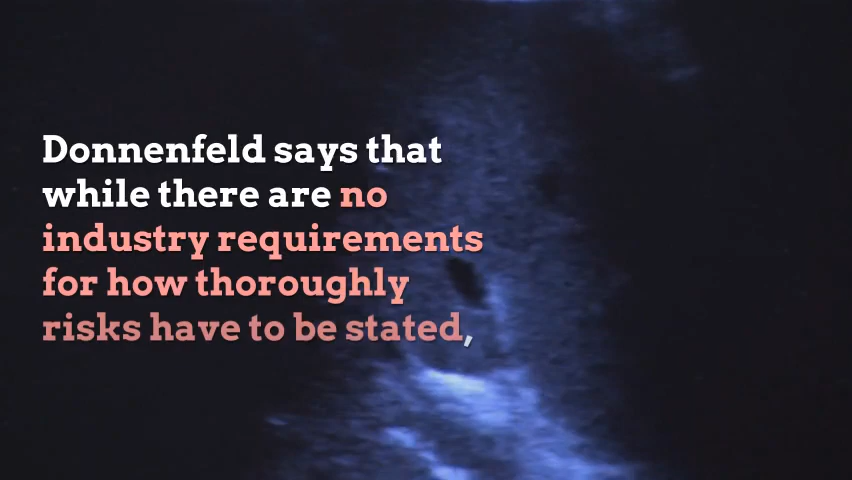 Donnenfeld says that
while there are no
industry requirements
for how thoroughly
risks have to be stated,